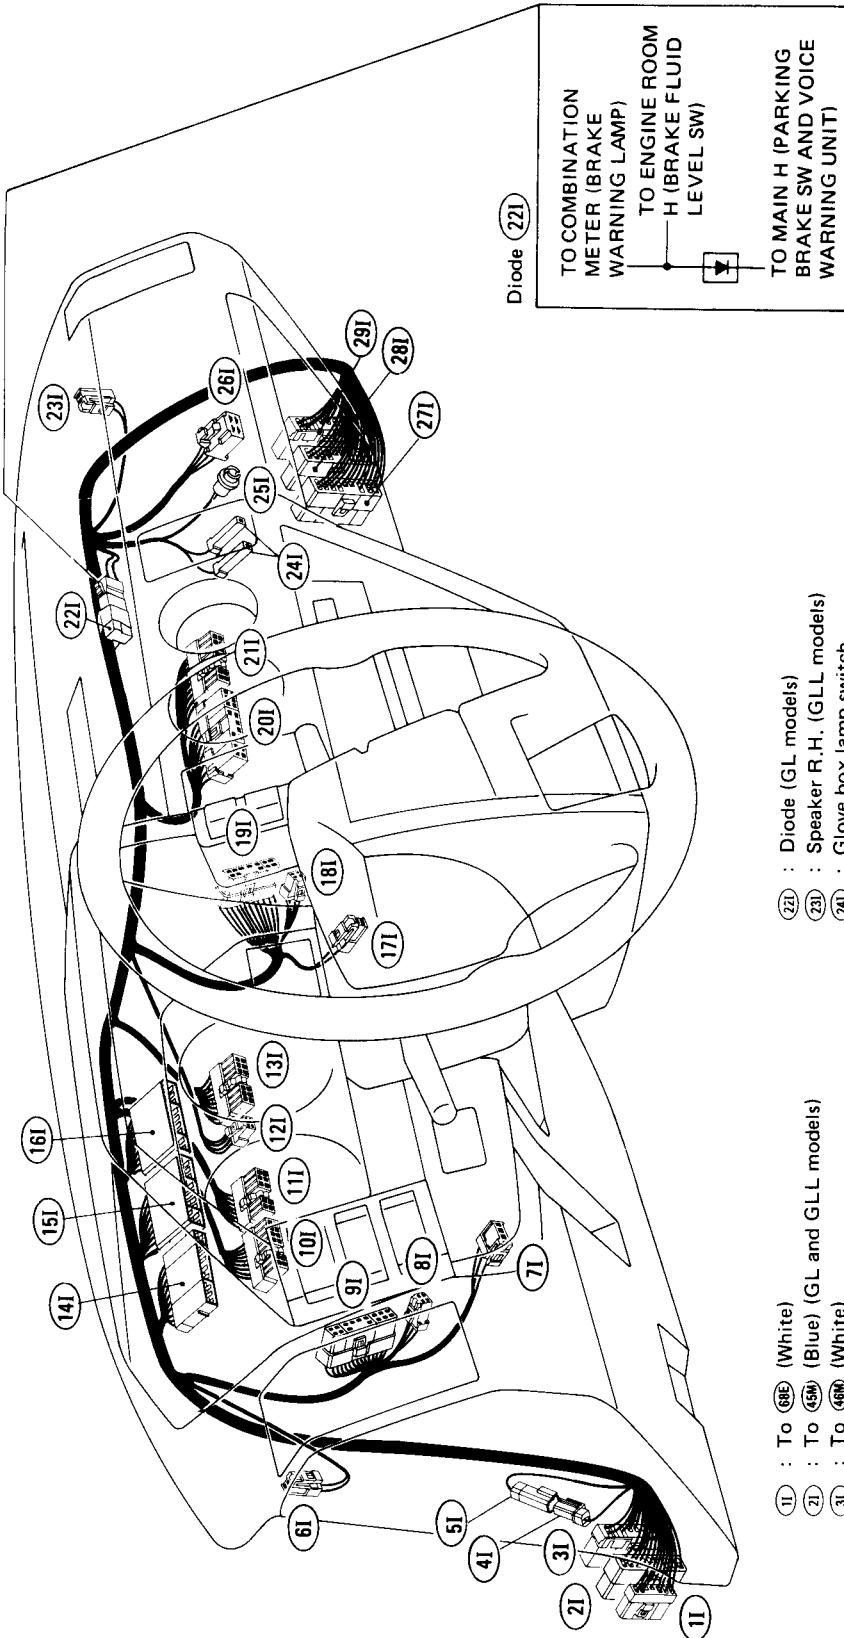 Diode 22I
TO COMBINATION
METER (BRAKE
WARNING LAMP)
TO ENGINE ROOM
H (BRAKE FLUID
LEVEL SW)
TO MAIN H (PARKING
BRAKE SW AND VOICE
WARNING UNIT)
1I
2I
3I
4I
5I
6I
7I
8I
9I
10I
11I
12I
13I
14I
15I
16I
17I
18I
19I
20I
21I
22I
23I
24I
25I
26I
27I
28I
29I
1I : To 68E (White)
2I : To 45M (Blue) (GL and GLL models)
3I : To 46M (White)
22I : Diode (GL models)
23I : Speaker R.H. (GLL models)
24I : Glove box lamp switch